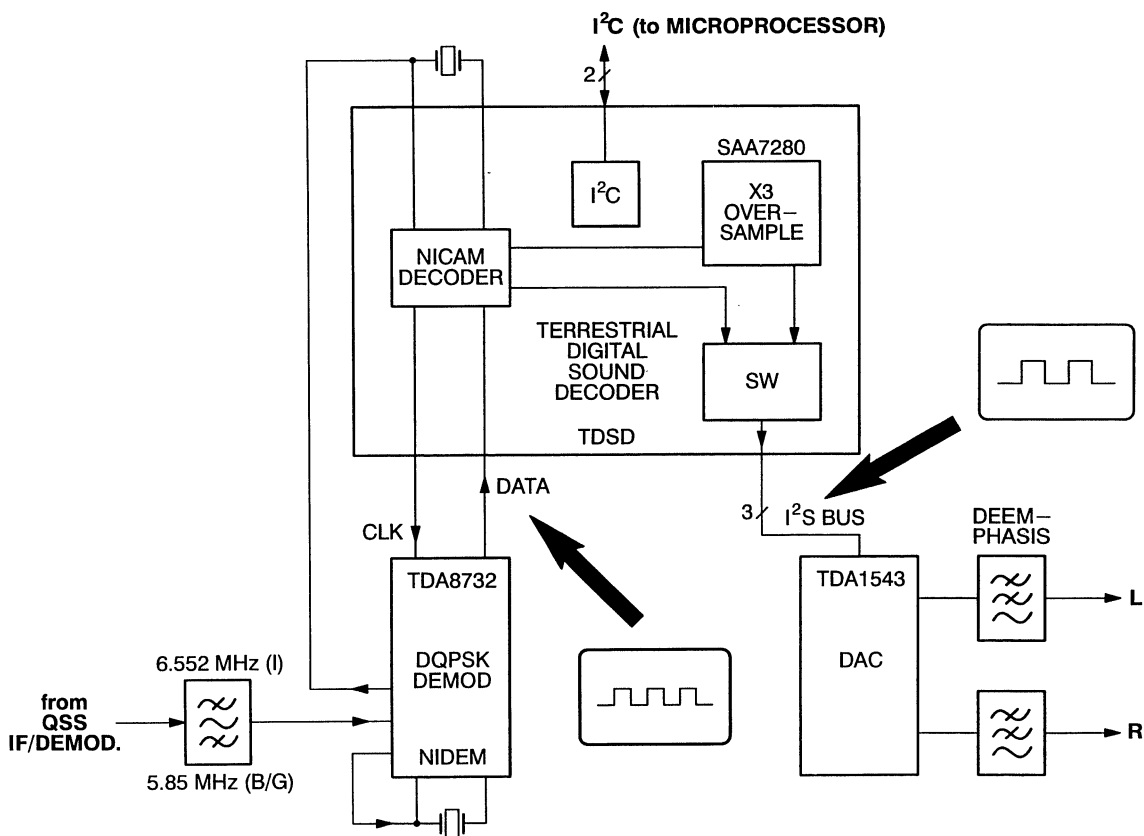 I²C (to MICROPROCESSOR)
2
SAA7280
I²C
X3
OVER–
SAMPLE
NICAM
DECODER
TERRESTRIAL
DIGITAL
SOUND
DECODER
SW
TDSD
DATA
3
I²S BUS
CLK
DEEM–
PHASIS
TDA8732
TDA1543
L
DQPSK
DEMOD
DAC
6.552 MHz (I)
from
QSS
IF/DEMOD.
R
NIDEM
5.85 MHz (B/G)